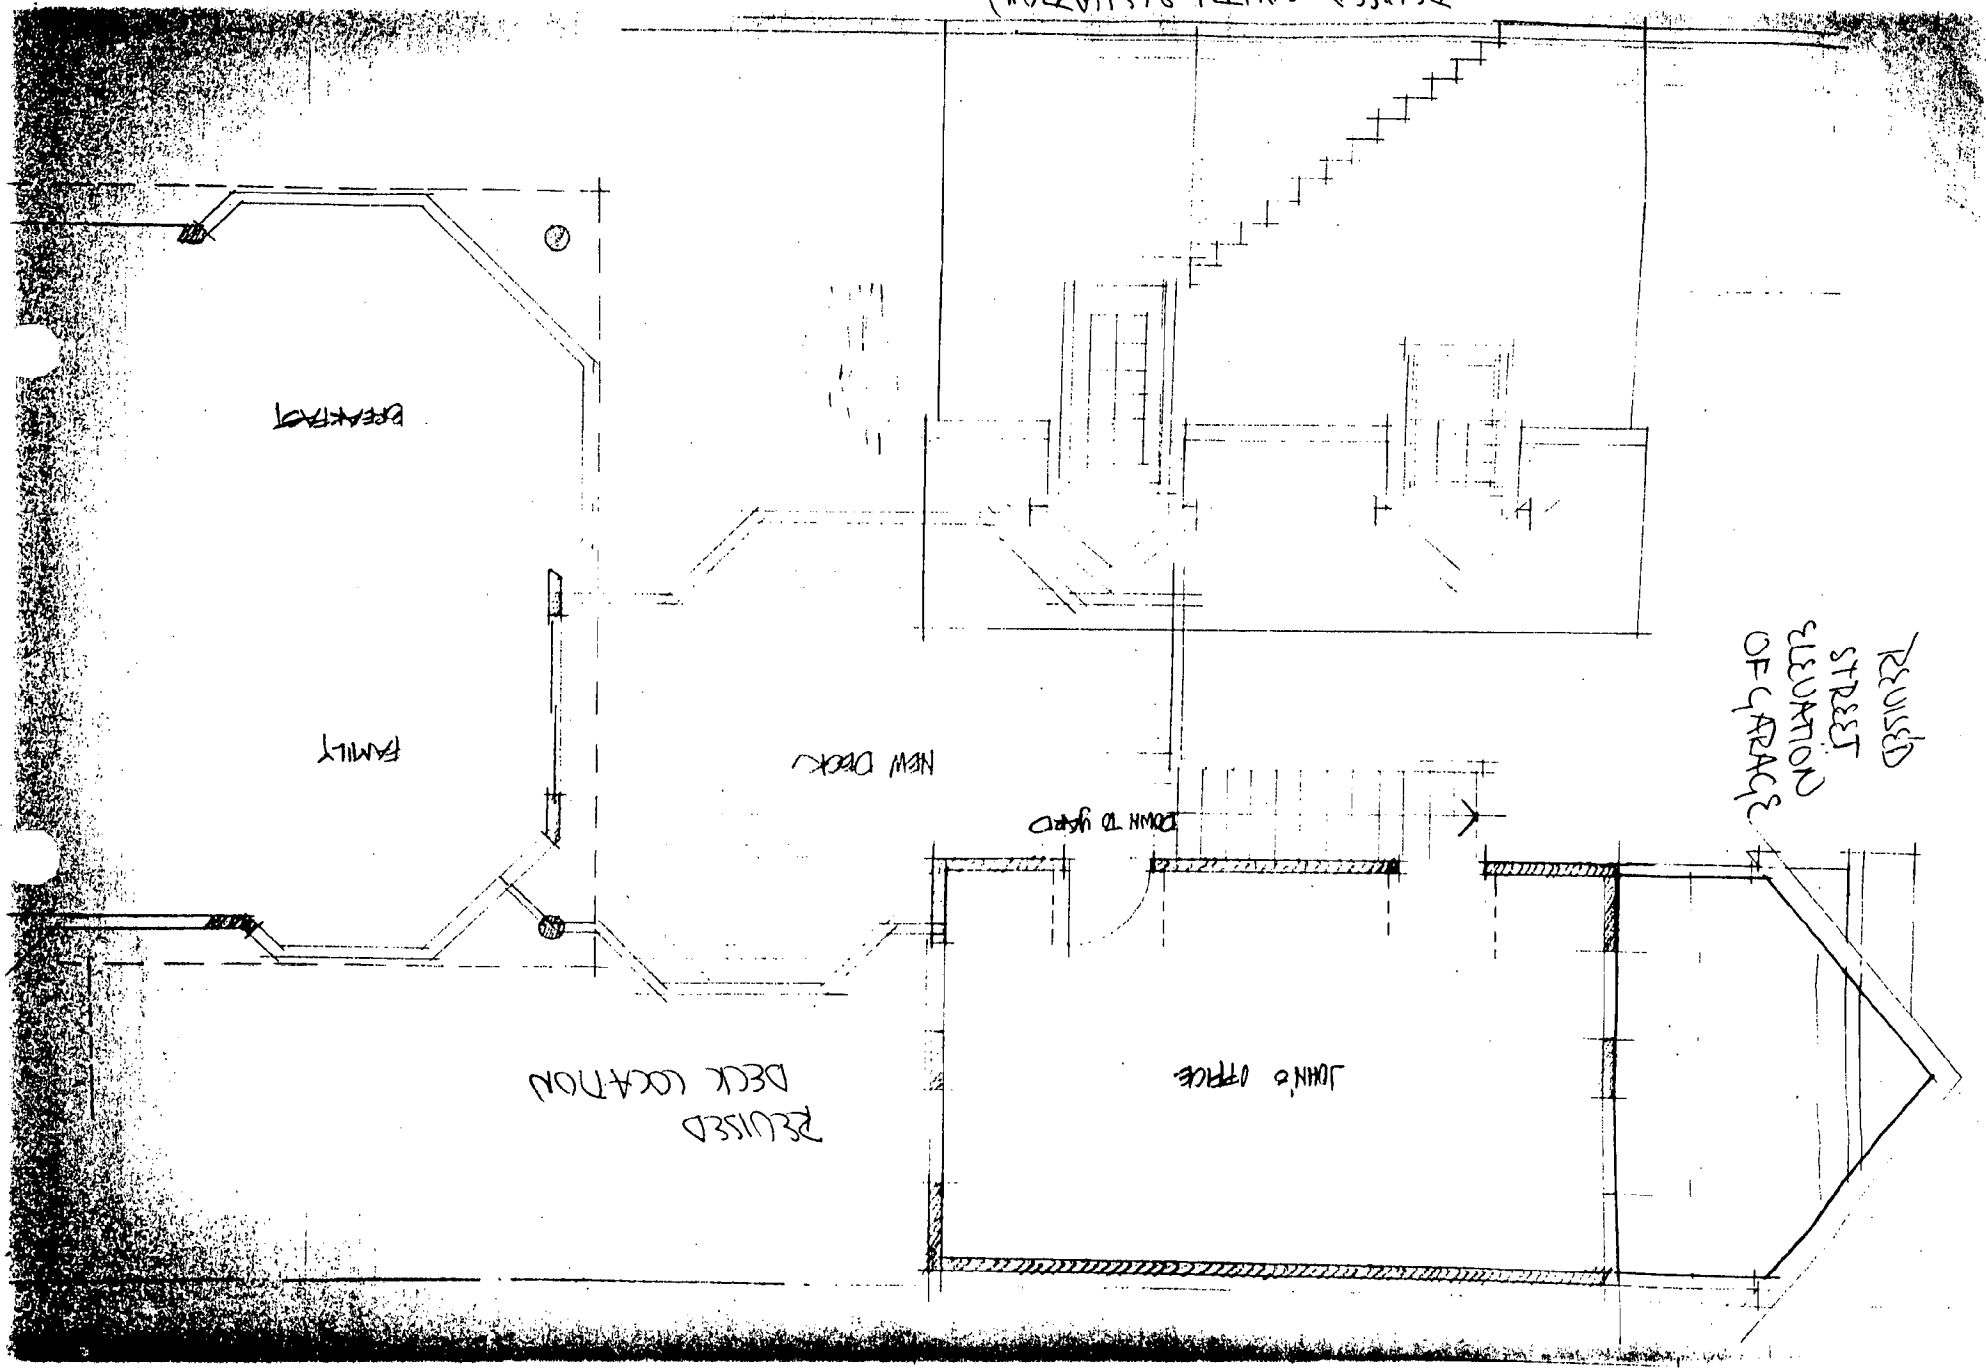 REVISED
DECK LOCATION
JOHN'S OFFICE
DOWN TO YARD
NEW DECK
FAMILY
REVISED
STREET
ELEVATION
OF GARAGE
BREAKFAST